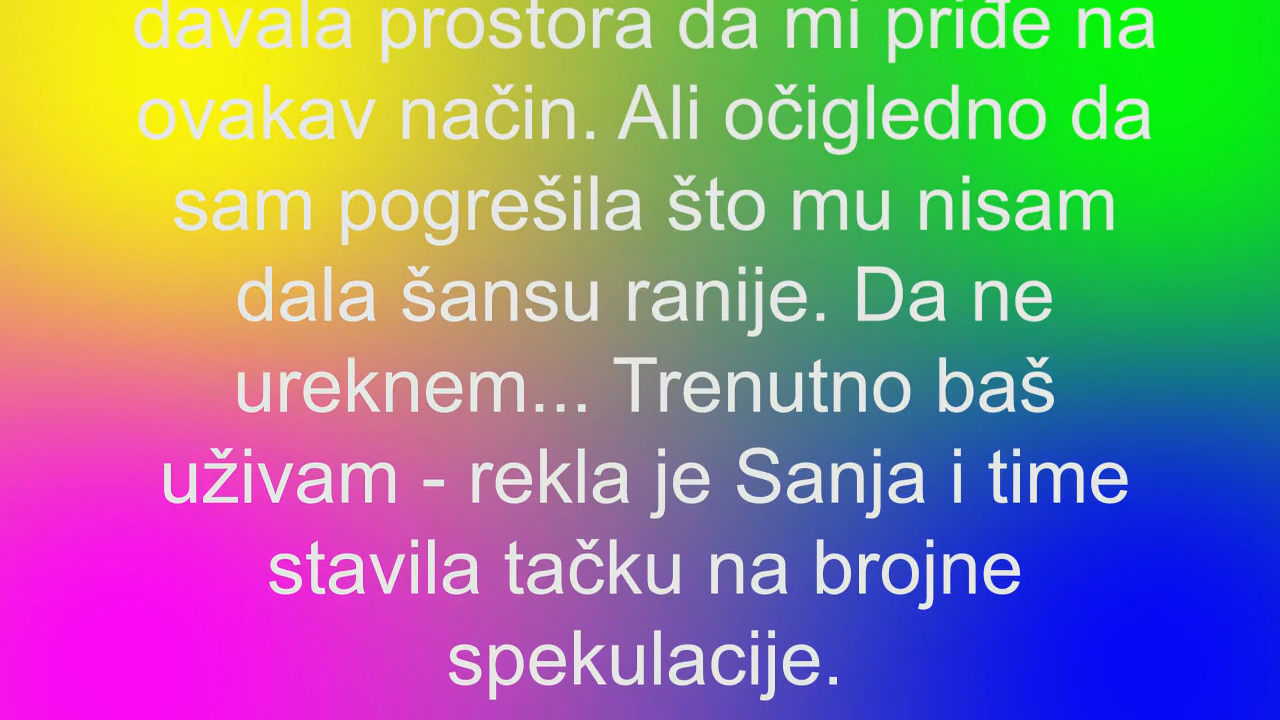 davala prostora da mi priđe na
ovakav način. Ali očigledno da
sam pogrešila što mu nisam
dala šansu ranije. Da ne
ureknem... Trenutno baš
uživam - rekla je Sanja i time
stavila tačku na brojne
spekulacije.